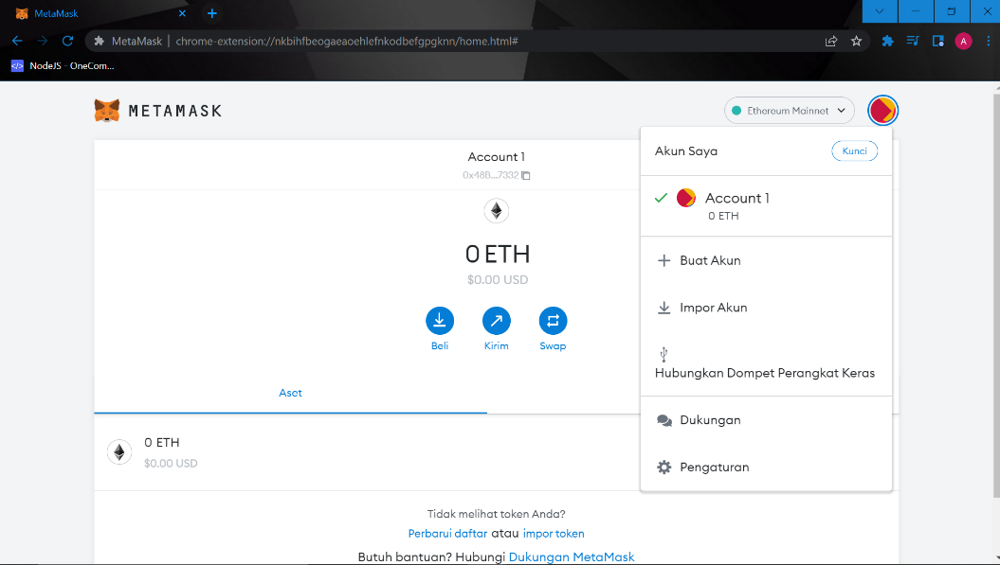 MetaMask
MetaMask | chrome-extension://nkbihfbeogaeaoehlefnkodbefgpgknn/home.html#
A
</> NodeJS - OneCom...
METAMASK
Ethereum Mainnet
Account 1
0x48B...7332
0 ETH
$0.00 USD
Beli
Kirim
Swap
Aset
0 ETH
$0.00 USD
Tidak melihat token Anda?
Perbarui daftar atau impor token
Butuh bantuan? Hubungi Dukungan MetaMask
Akun Saya
Kunci
Account 1
0 ETH
Buat Akun
Impor Akun
Hubungkan Dompet Perangkat Keras
Dukungan
Pengaturan